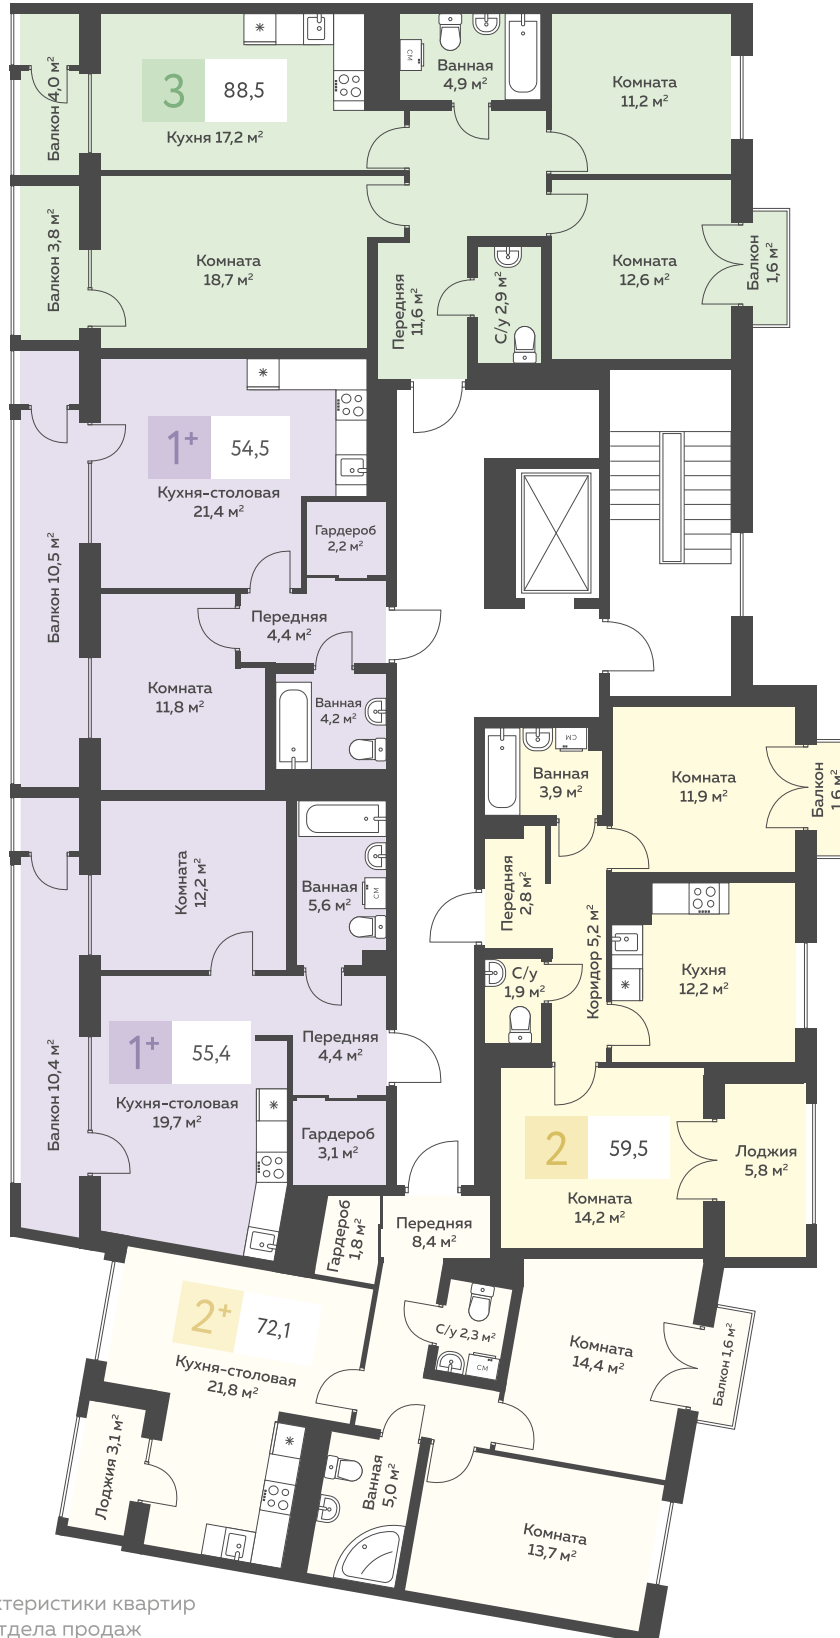 Балкон 4,0 м²
3
88,5
Кухня 17,2 м²
СМ
Ванная
4,9 м²
Комната
11,2 м²
Балкон 3,8 м²
Комната
18,7 м²
Передняя
11,6 м²
С/у 2,9 м²
Комната
12,6 м²
Балкон
1,6 м²
1+
54,5
Кухня-столовая
21,4 м²
Гардероб
2,2 м²
Балкон 10,5 м²
Передняя
4,4 м²
Комната
11,8 м²
Ванная
4,2 м²
СМ
Ванная
3,9 м²
Комната
11,9 м²
Балкон
1,6 м²
Комната
12,2 м²
Ванная
5,6 м²
СМ
Передняя
2,8 м²
Коридор 5,2 м²
С/у
1,9 м²
Кухня
12,2 м²
1+
55,4
Передняя
4,4 м²
Балкон 10,4 м²
Кухня-столовая
19,7 м²
Гардероб
3,1 м²
2
59,5
Комната
14,2 м²
Лоджия
5,8 м²
Гардероб
1,8 м²
Передняя
8,4 м²
2+
72,1
Кухня-столовая
21,8 м²
С/у 2,3 м²
СМ
Комната
14,4 м²
Балкон 1,6 м²
Лоджия 3,1 м²
Ванная
5,0 м²
Комната
13,7 м²
ктеристики квартир
тдела продаж